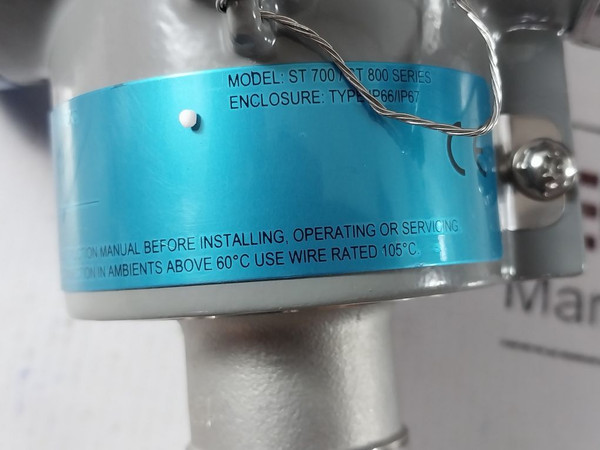 MODEL: ST 700 / ST 800 SERIES
ENCLOSURE: TYPE IP66/IP67
MANUAL BEFORE INSTALLING, OPERATING OR SERVICING
IN AMBIENTS ABOVE 60°C USE WIRE RATED 105°C
Mar